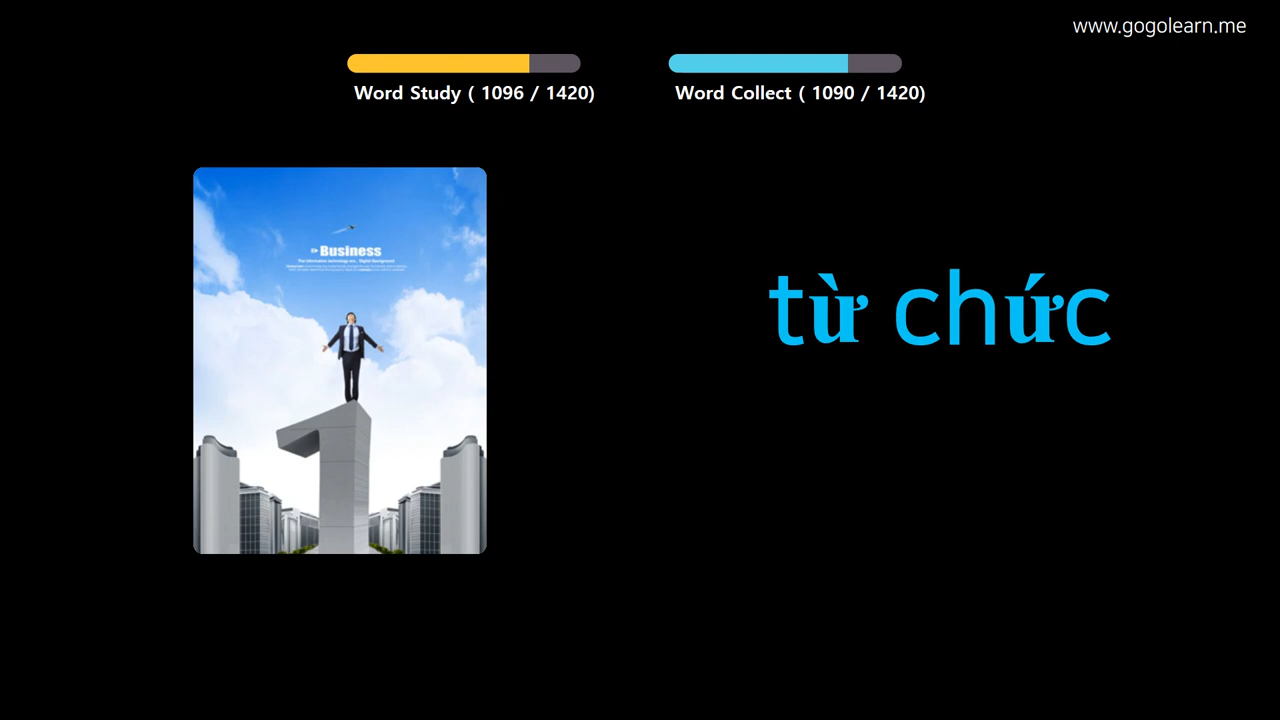 www.gogolearn.me
Word Study ( 1096 / 1420)
Word Collect ( 1090 / 1420)
Business
từ chức